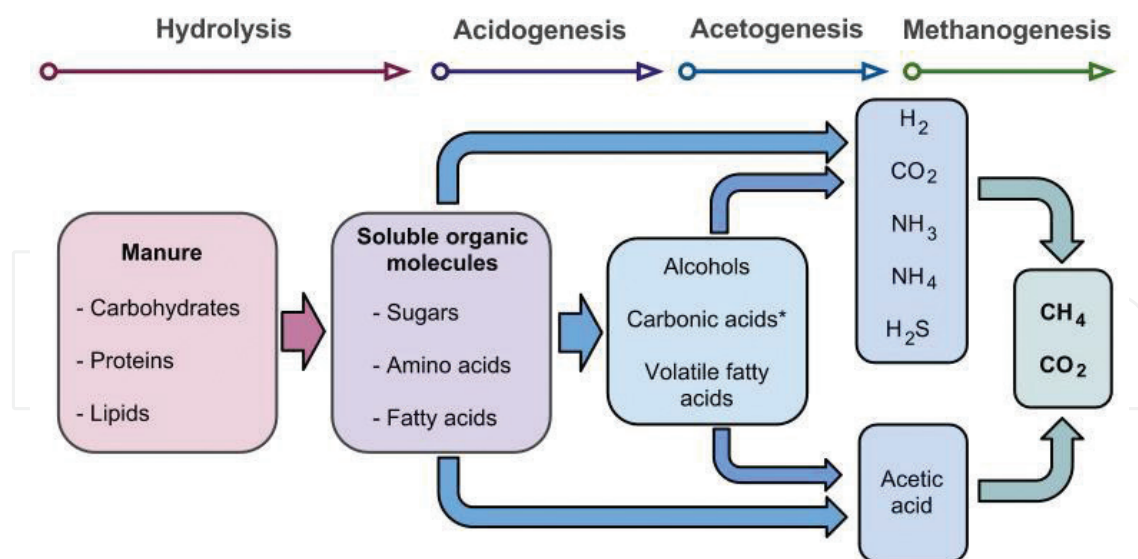 Hydrolysis
Acidogenesis
Acetogenesis
Methanogenesis
Manure
- Carbohydrates
- Proteins
- Lipids
Soluble organic
molecules
- Sugars
- Amino acids
- Fatty acids
Alcohols
Carbonic acids*
Volatile fatty
acids
H₂
CO₂
NH₃
NH₄
H₂S
Acetic
acid
CH₄
CO₂